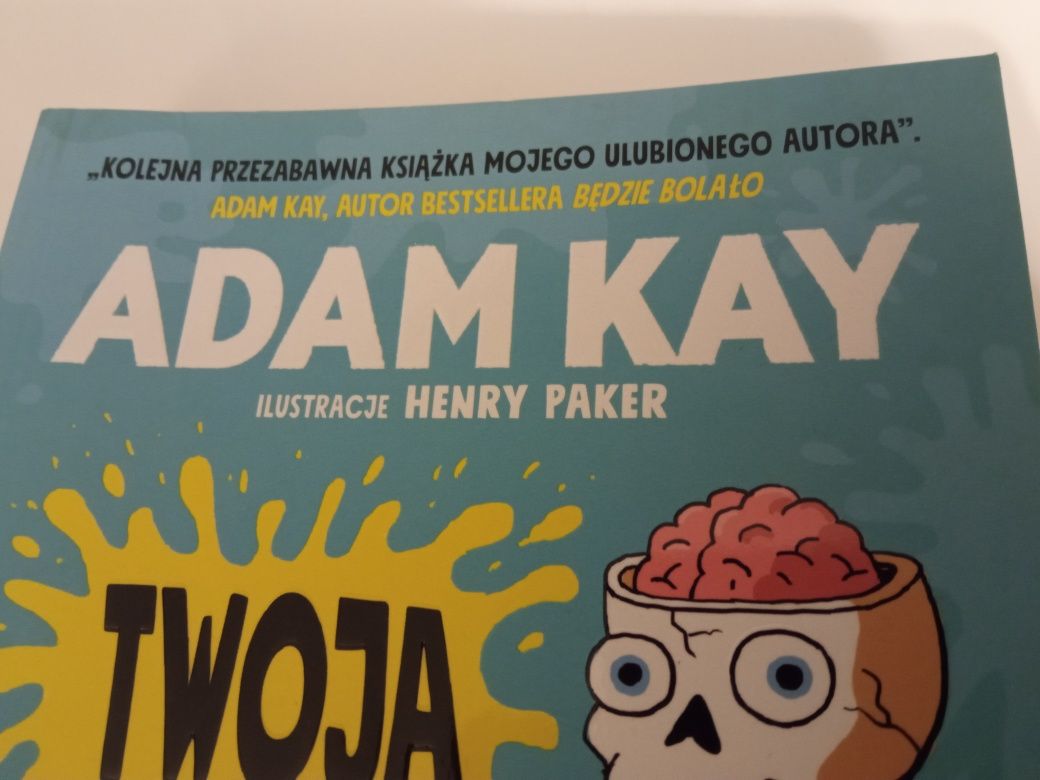 „KOLEJNA PRZEZABAWNA KSIĄŻKA MOJEGO ULUBIONEGO AUTORA”.
ADAM KAY, AUTOR BESTSELLERA BĘDZIE BOLAŁO
ADAM KAY
ILUSTRACJE HENRY PAKER
TWOJA